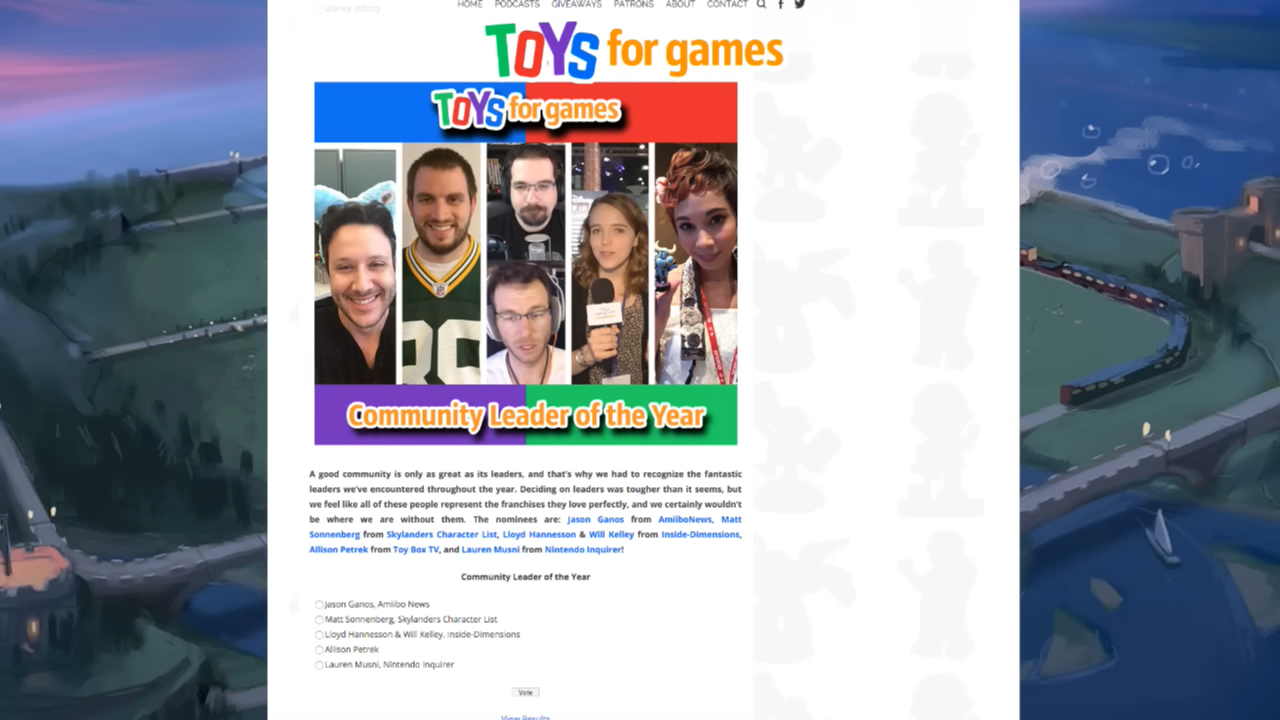 Disney Infinity
HOME PODCASTS GIVEAWAYS PATRONS ABOUT CONTACT
TOYS for games
TOYS for games
Community Leader of the Year
A good community is only as great as its leaders, and that's why we had to recognize the fantastic
leaders we've encountered throughout the year. Deciding on leaders was tougher than it seems, but
we feel like all of these people represent the franchises they love perfectly, and we certainly wouldn't
be where we are without them. The nominees are: Jason Ganos from AmiiboNews, Matt
Sonnenberg from Skylanders Character List, Lloyd Hannesson & Will Kelley from Inside-Dimensions,
Allison Petrek from Toy Box TV, and Lauren Musni from Nintendo Inquirer!
Community Leader of the Year
Jason Ganos, Amiibo News
Matt Sonnenberg, Skylanders Character List
Lloyd Hannesson & Will Kelley, Inside-Dimensions
Allison Petrek
Lauren Musni, Nintendo Inquirer
Vote
View Results